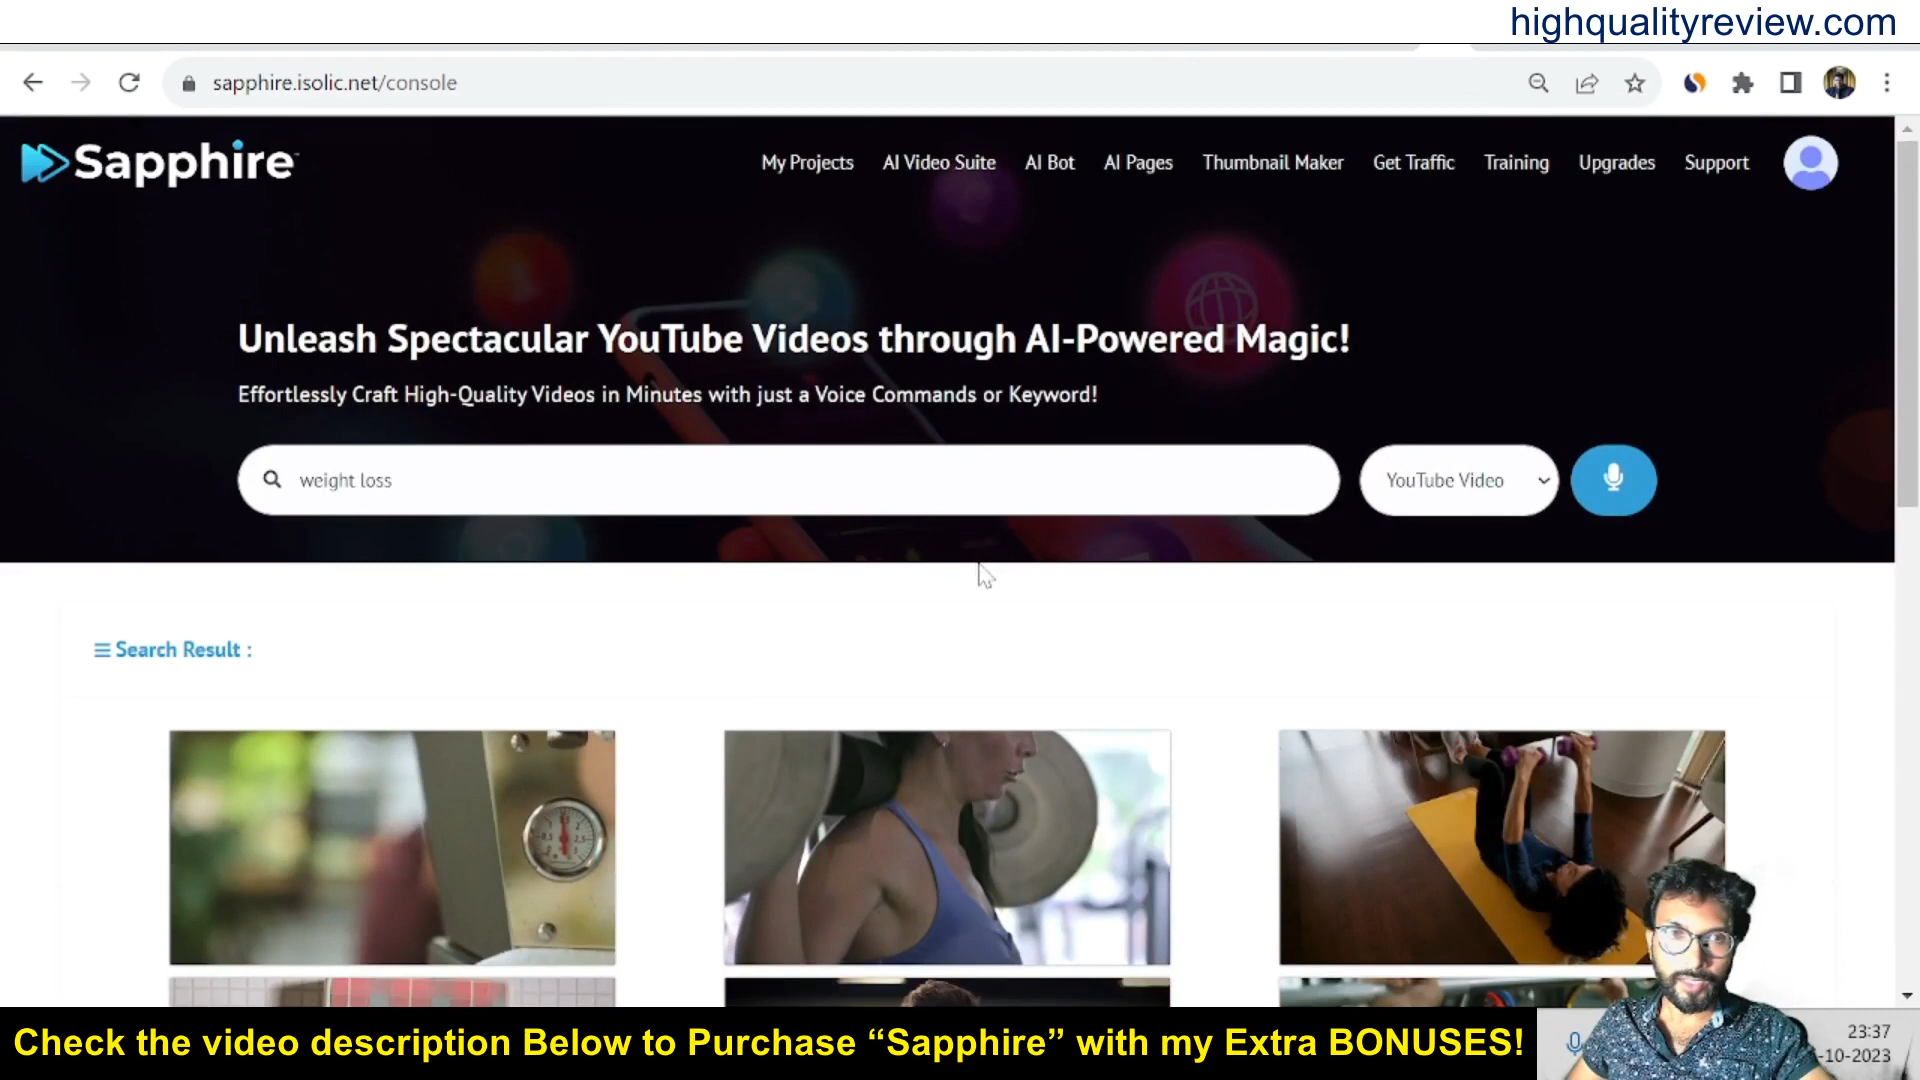 highqualityreview.com
sapphire.isolic.net/console
Sapphire
My Projects AI Video Suite AI Bot AI Pages Thumbnail Maker Get Traffic Training Upgrades Support
Unleash Spectacular YouTube Videos through AI-Powered Magic!
Effortlessly Craft High-Quality Videos in Minutes with just a Voice Commands or Keyword!
weight loss
YouTube Video
Search Result :
Check the video description Below to Purchase “Sapphire” with my Extra BONUSES!
23:37
-10-2023